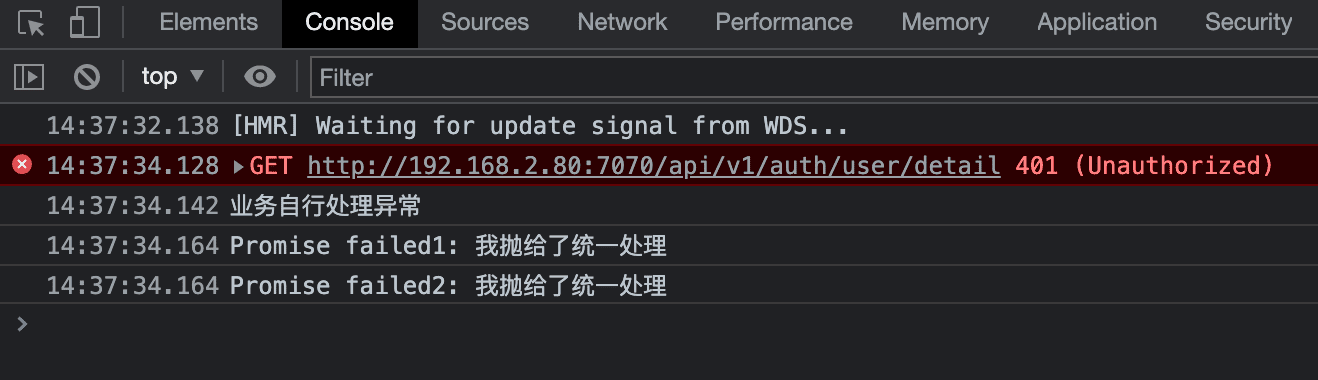 Elements Console Sources Network Performance Memory Application Security
top Filter
14:37:32.138 [HMR] Waiting for update signal from WDS...
14:37:34.128 GET http://192.168.2.80:7070/api/v1/auth/user/detail 401 (Unauthorized)
14:37:34.142 业务自行处理异常
14:37:34.164 Promise failed1: 我抛给了统一处理
14:37:34.164 Promise failed2: 我抛给了统一处理